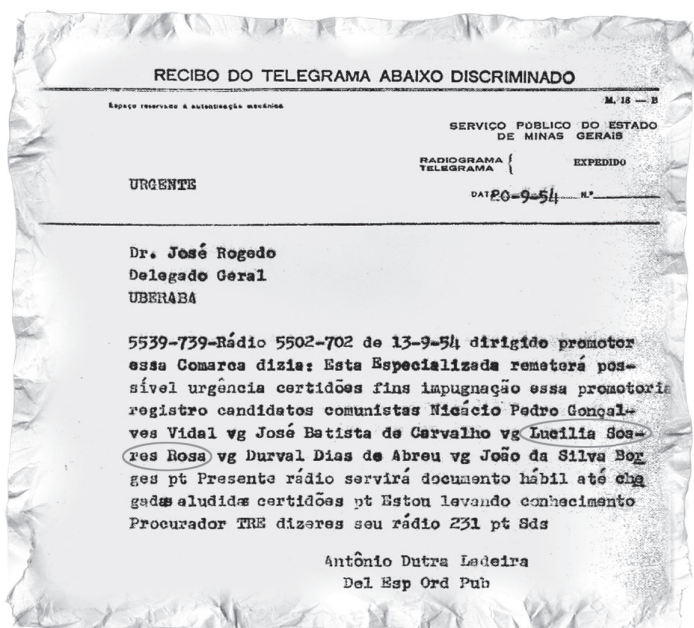 RECIBO DO TELEGRAMA ABAIXO DISCRIMINADO
Espaço reservado à autenticação mecânica
M. 18 — B
SERVIÇO PÚBLICO DO ESTADO
DE MINAS GERAIS
RADIOGRAMA
TELEGRAMA
{
EXPEDIDO
URGENTE
DATA 20-9-54 N.º
Dr. José Rogedo
Delegado Geral
UBERABA
5539-739-Rádio 5502-702 de 13-9-54 dirigido promotor
essa Comarca dizia: Esta Especializada remeterá pos-
sível urgência certidões fins impugnação essa promotoria
registro candidatos comunistas Nicácio Pedro Gonçal-
ves Vidal vg José Batista de Carvalho vg Lucilia Soa-
res Rosa vg Durval Dias de Abreu vg João da Silva Bor
ges pt Presente rádio servirá documento hábil até che
gadas aludidas certidões pt Estou levando conhecimento
Procurador TRE dizeres seu rádio 231 pt Sds
Antônio Dutra Ladeira
Del Esp Ord Pub